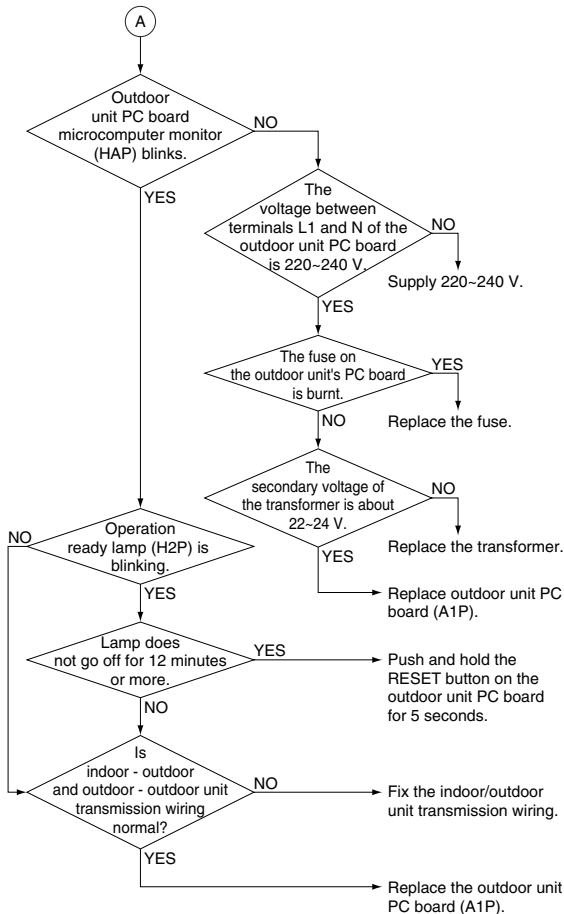 A
Outdoor
unit PC board
microcomputer monitor
(HAP) blinks.
NO
YES
The
voltage between
terminals L1 and N of the
outdoor unit PC board
is 220~240 V.
NO
Supply 220~240 V.
YES
The fuse on
the outdoor unit's PC board
is burnt.
YES
Replace the fuse.
NO
The
secondary voltage of
the transformer is about
22~24 V.
NO
Replace the transformer.
YES
Replace outdoor unit PC
board (A1P).
Operation
ready lamp (H2P) is
blinking.
NO
YES
Lamp does
not go off for 12 minutes
or more.
YES
Push and hold the
RESET button on the
outdoor unit PC board
for 5 seconds.
NO
Is
indoor - outdoor
and outdoor - outdoor unit
transmission wiring
normal?
NO
Fix the indoor/outdoor
unit transmission wiring.
YES
Replace the outdoor unit
PC board (A1P).